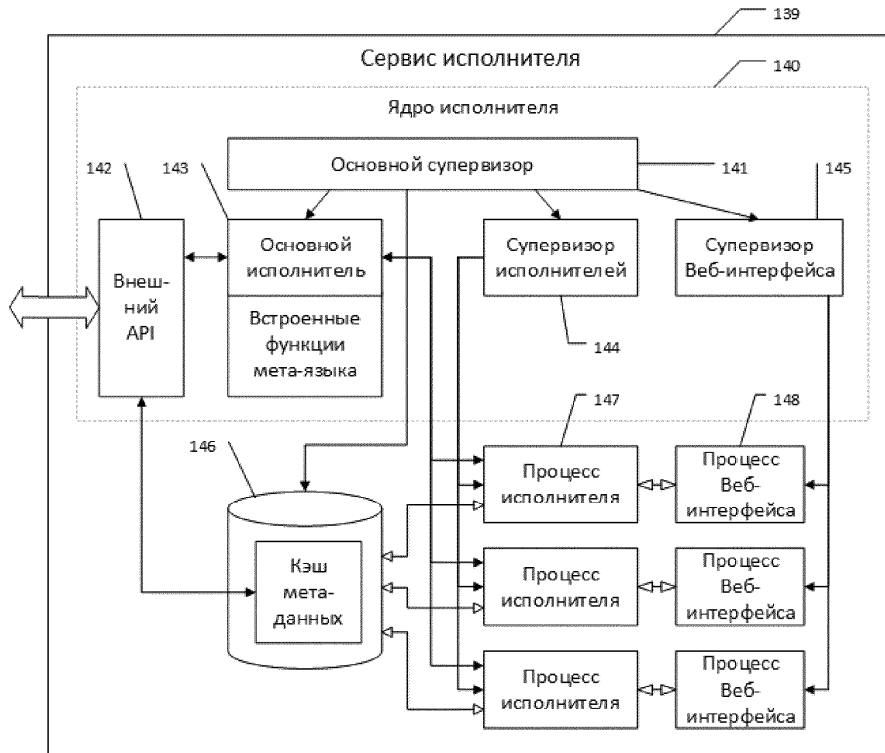 139
Сервис исполнителя
140
Ядро исполнителя
Основной супервизор
141
142
143
145
Внеш-
ний
API
Основной
исполнитель
Встроенные
функции
мета-языка
Супервизор
исполнителей
144
Супервизор
Веб-интерфейса
146
147
148
Кэш
мета-
данных
Процесс
исполнителя
Процесс
Веб-
интерфейса
Процесс
исполнителя
Процесс
Веб-
интерфейса
Процесс
исполнителя
Процесс
Веб-
интерфейса